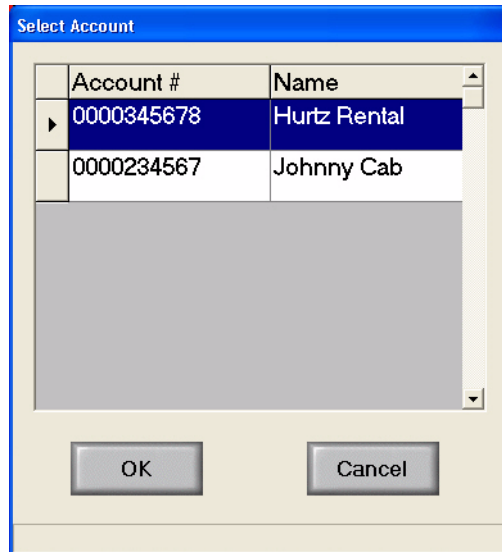 Select Account
Account # Name
0000345678 Hurtz Rental
0000234567 Johnny Cab
OK Cancel